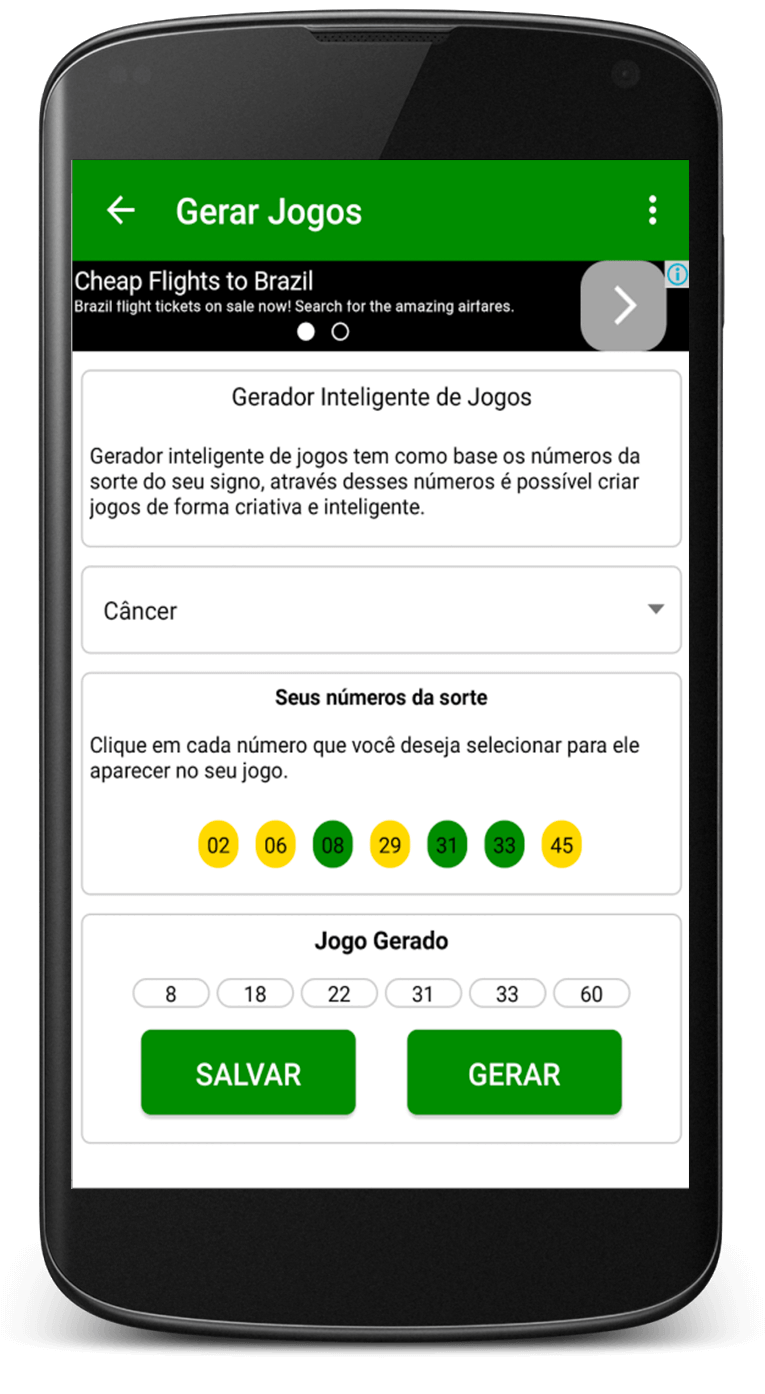 Gerar Jogos
Cheap Flights to Brazil
Brazil flight tickets on sale now! Search for the amazing airfares.
Gerador Inteligente de Jogos
Gerador inteligente de jogos tem como base os números da
sorte do seu signo, através desses números é possível criar
jogos de forma criativa e inteligente.
Câncer
Seus números da sorte
Clique em cada número que você deseja selecionar para ele
aparecer no seu jogo.
02 06 08 29 31 33 45
Jogo Gerado
8 18 22 31 33 60
SALVAR GERAR